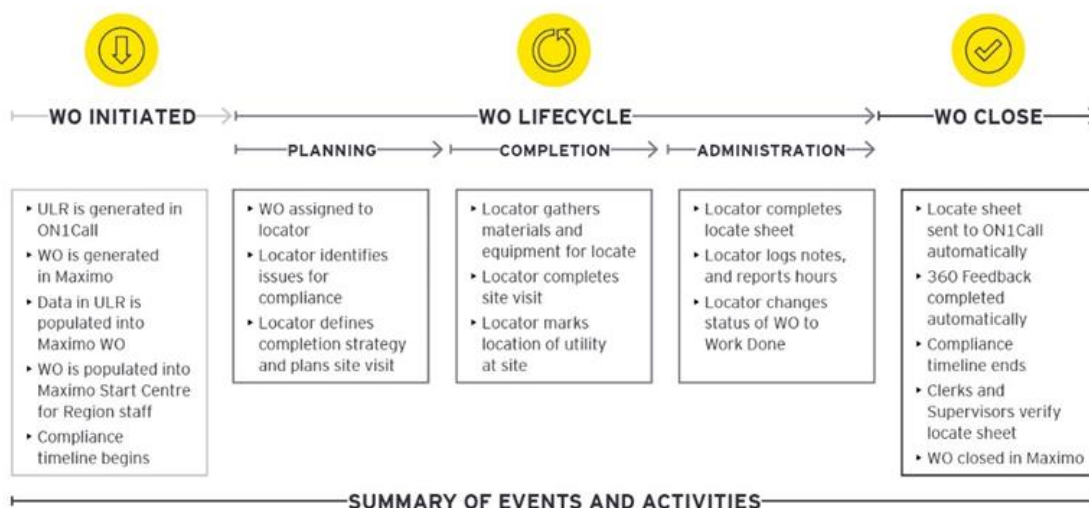 WO INITIATED
WO LIFECYCLE
WO CLOSE
PLANNING
COMPLETION
ADMINISTRATION
‣ ULR is generated in
ON1Call
‣ WO is generated
in Maximo
‣ Data in ULR is
populated into
Maximo WO
‣ WO is populated into
Maximo Start Centre
for Region staff
‣ Compliance
timeline begins
‣ WO assigned to
locator
‣ Locator identifies
issues for
compliance
‣ Locator defines
completion strategy
and plans site visit
‣ Locator gathers
materials and
equipment for locate
‣ Locator completes
site visit
‣ Locator marks
location of utility
at site
‣ Locator completes
locate sheet
‣ Locator logs notes,
and reports hours
‣ Locator changes
status of WO to
Work Done
‣ Locate sheet
sent to ON1Call
automatically
‣ 360 Feedback
completed
automatically
‣ Compliance
timeline ends
‣ Clerks and
Supervisors verify
locate sheet
‣ WO closed in Maximo
SUMMARY OF EVENTS AND ACTIVITIES